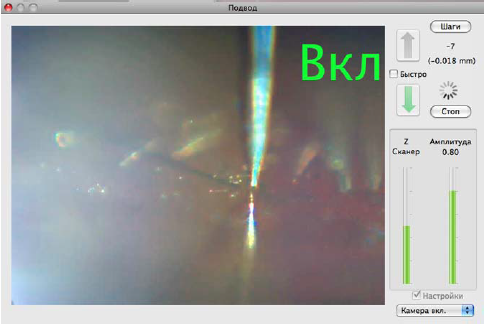 Подвод
Вкл
Шаги
-7
(-0.018 mm)
Быстро
Стоп
Z
Сканер
Амплитуда
0.80
Настройки
Камера вкл.